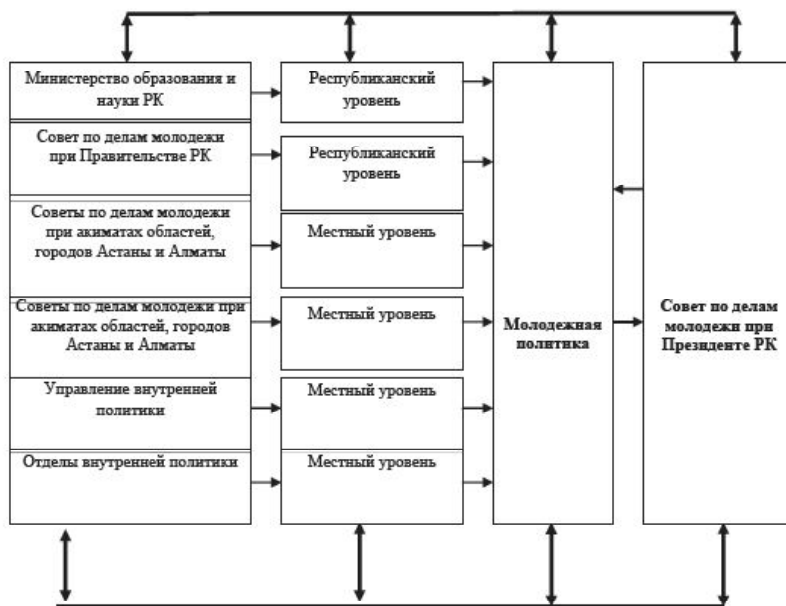 Министерство образования и
науки РК
Республиканский
уровень
Совет по делам молодежи
при Правительстве РК
Республиканский
уровень
Советы по делам молодежи
при акиматах областей,
городов Астаны и Алматы
Местный уровень
Советы по делам молодежи при
акиматах областей, городов
Астаны и Алматы
Местный уровень
Управление внутренней
политики
Местный уровень
Отделы внутренней политики
Местный уровень
Молодежная
политика
Совет по делам
молодежи при
Президенте РК